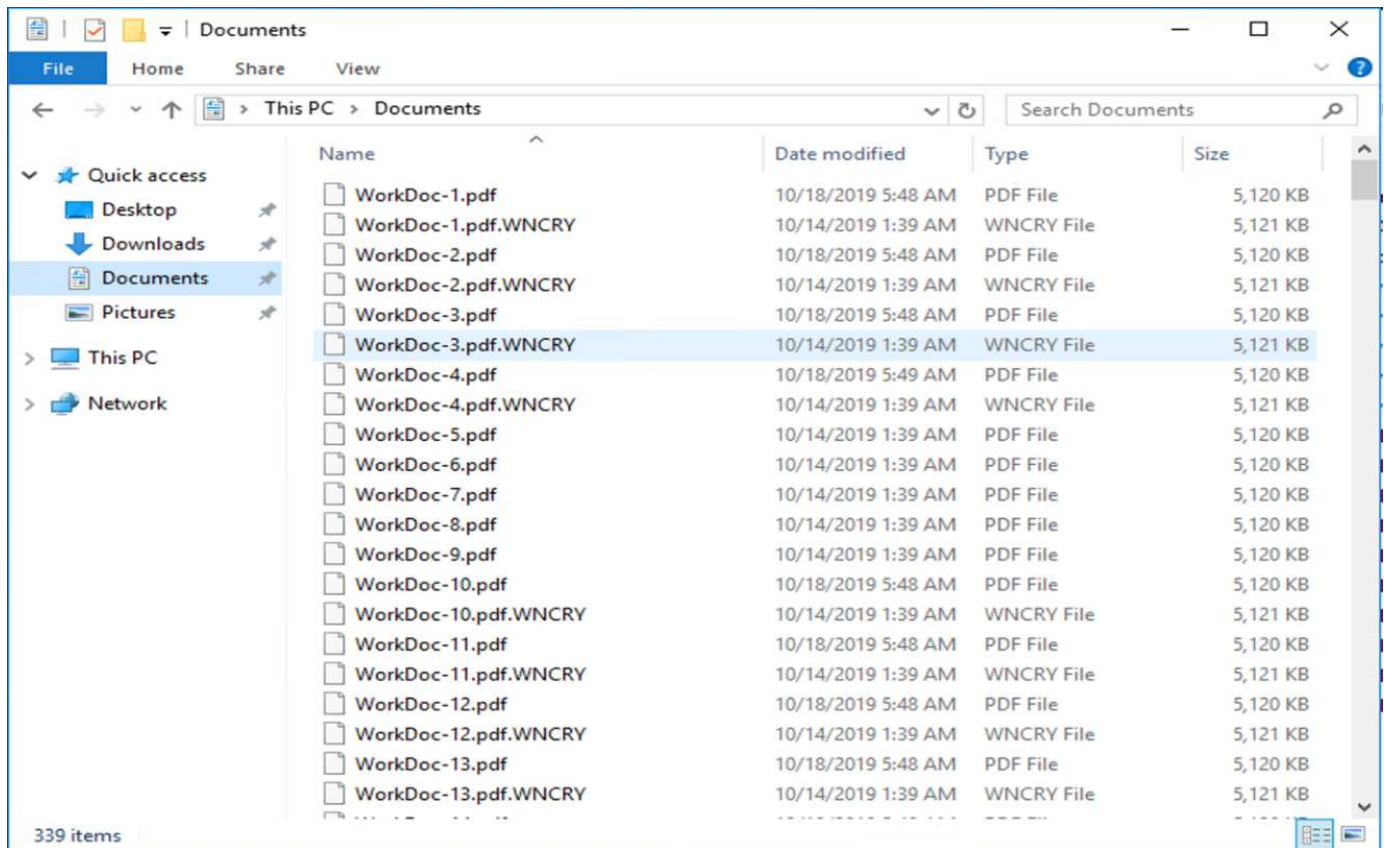 Documents
File Home Share View
This PC > Documents Search Documents
Name Date modified Type Size
Quick access
Desktop
Downloads
Documents
Pictures
This PC
Network
WorkDoc-1.pdf 10/18/2019 5:48 AM PDF File 5,120 KB
WorkDoc-1.pdf.WNCRY 10/14/2019 1:39 AM WNCRY File 5,121 KB
WorkDoc-2.pdf 10/18/2019 5:48 AM PDF File 5,120 KB
WorkDoc-2.pdf.WNCRY 10/14/2019 1:39 AM WNCRY File 5,121 KB
WorkDoc-3.pdf 10/18/2019 5:48 AM PDF File 5,120 KB
WorkDoc-3.pdf.WNCRY 10/14/2019 1:39 AM WNCRY File 5,121 KB
WorkDoc-4.pdf 10/18/2019 5:49 AM PDF File 5,120 KB
WorkDoc-4.pdf.WNCRY 10/14/2019 1:39 AM WNCRY File 5,121 KB
WorkDoc-5.pdf 10/14/2019 1:39 AM PDF File 5,120 KB
WorkDoc-6.pdf 10/14/2019 1:39 AM PDF File 5,120 KB
WorkDoc-7.pdf 10/14/2019 1:39 AM PDF File 5,120 KB
WorkDoc-8.pdf 10/14/2019 1:39 AM PDF File 5,120 KB
WorkDoc-9.pdf 10/14/2019 1:39 AM PDF File 5,120 KB
WorkDoc-10.pdf 10/18/2019 5:48 AM PDF File 5,120 KB
WorkDoc-10.pdf.WNCRY 10/14/2019 1:39 AM WNCRY File 5,121 KB
WorkDoc-11.pdf 10/18/2019 5:48 AM PDF File 5,120 KB
WorkDoc-11.pdf.WNCRY 10/14/2019 1:39 AM WNCRY File 5,121 KB
WorkDoc-12.pdf 10/18/2019 5:48 AM PDF File 5,120 KB
WorkDoc-12.pdf.WNCRY 10/14/2019 1:39 AM WNCRY File 5,121 KB
WorkDoc-13.pdf 10/18/2019 5:48 AM PDF File 5,120 KB
WorkDoc-13.pdf.WNCRY 10/14/2019 1:39 AM WNCRY File 5,121 KB
339 items